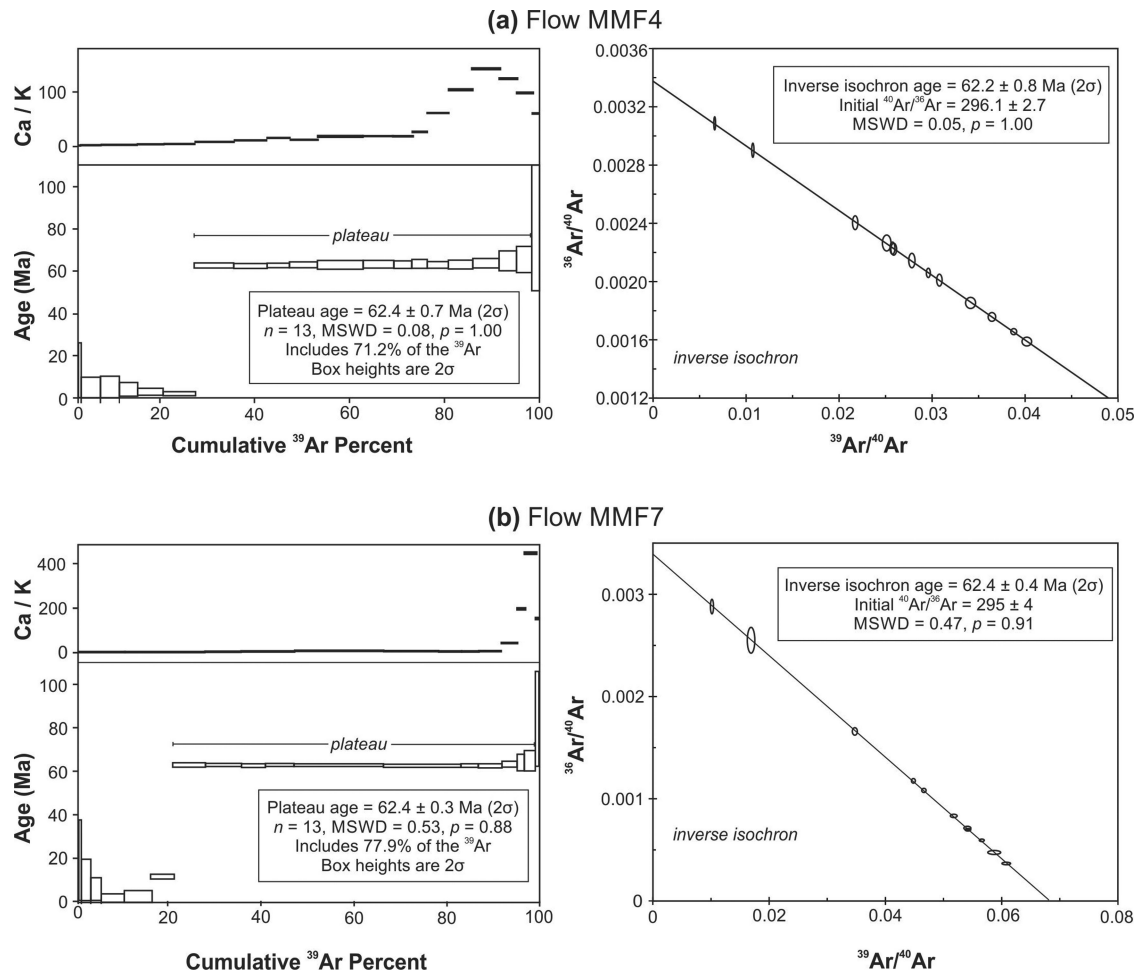 (a) Flow MMF4
Ca / K
100
0
Age (Ma)
100
80
60
40
20
0
plateau
Plateau age = 62.4 ± 0.7 Ma (2σ)
n = 13, MSWD = 0.08, p = 1.00
Includes 71.2% of the ³⁹Ar
Box heights are 2σ
0 20 40 60 80 100
Cumulative ³⁹Ar Percent
³⁶Ar/⁴⁰Ar
0.0036
0.0032
0.0028
0.0024
0.0020
0.0016
0.0012
Inverse isochron age = 62.2 ± 0.8 Ma (2σ)
Initial ⁴⁰Ar/³⁶Ar = 296.1 ± 2.7
MSWD = 0.05, p = 1.00
inverse isochron
0 0.01 0.02 0.03 0.04 0.05
³⁹Ar/⁴⁰Ar
(b) Flow MMF7
Ca / K
400
200
0
Age (Ma)
100
80
60
40
20
0
plateau
Plateau age = 62.4 ± 0.3 Ma (2σ)
n = 13, MSWD = 0.53, p = 0.88
Includes 77.9% of the ³⁹Ar
Box heights are 2σ
0 20 40 60 80 100
Cumulative ³⁹Ar Percent
³⁶Ar/⁴⁰Ar
0.003
0.002
0.001
0
Inverse isochron age = 62.4 ± 0.4 Ma (2σ)
Initial ⁴⁰Ar/³⁶Ar = 295 ± 4
MSWD = 0.47, p = 0.91
inverse isochron
0 0.02 0.04 0.06 0.08
³⁹Ar/⁴⁰Ar